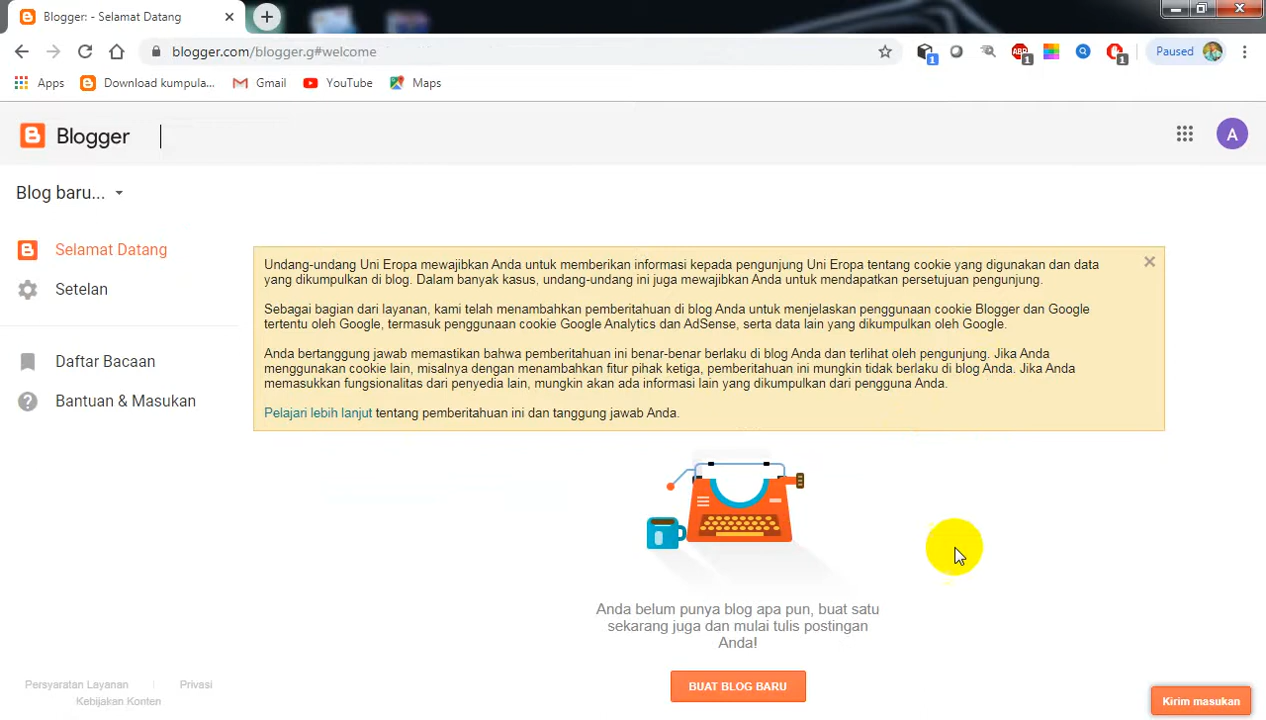 Blogger: - Selamat Datang
blogger.com/blogger.g#welcome
1
ABP
1
1
Paused
Apps
Download kumpula...
Gmail
YouTube
Maps
Blogger
A
Blog baru...
Selamat Datang
Setelan
Daftar Bacaan
Bantuan & Masukan
Undang-undang Uni Eropa mewajibkan Anda untuk memberikan informasi kepada pengunjung Uni Eropa tentang cookie yang digunakan dan data
yang dikumpulkan di blog. Dalam banyak kasus, undang-undang ini juga mewajibkan Anda untuk mendapatkan persetujuan pengunjung.
Sebagai bagian dari layanan, kami telah menambahkan pemberitahuan di blog Anda untuk menjelaskan penggunaan cookie Blogger dan Google
tertentu oleh Google, termasuk penggunaan cookie Google Analytics dan AdSense, serta data lain yang dikumpulkan oleh Google.
Anda bertanggung jawab memastikan bahwa pemberitahuan ini benar-benar berlaku di blog Anda dan terlihat oleh pengunjung. Jika Anda
menggunakan cookie lain, misalnya dengan menambahkan fitur pihak ketiga, pemberitahuan ini mungkin tidak berlaku di blog Anda. Jika Anda
memasukkan fungsionalitas dari penyedia lain, mungkin akan ada informasi lain yang dikumpulkan dari pengguna Anda.
Pelajari lebih lanjut tentang pemberitahuan ini dan tanggung jawab Anda.
Anda belum punya blog apa pun, buat satu
sekarang juga dan mulai tulis postingan
Anda!
BUAT BLOG BARU
Persyaratan Layanan
Privasi
Kebijakan Konten
Kirim masukan